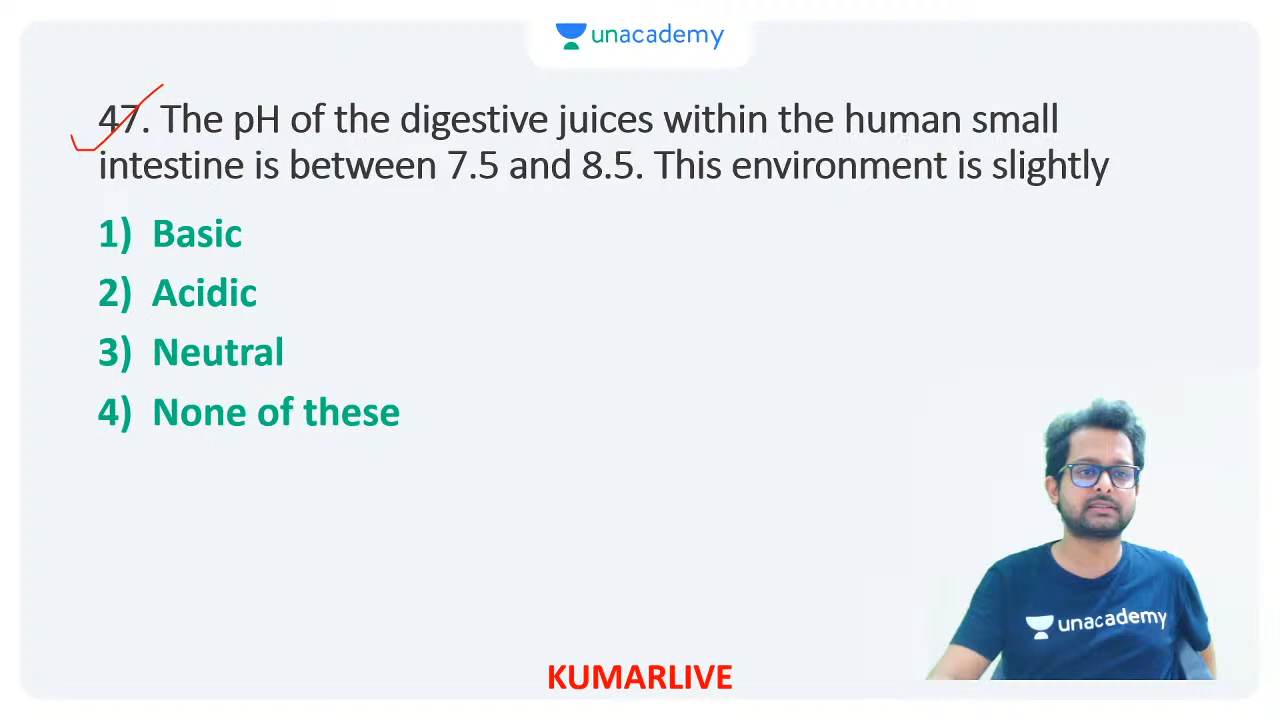 unacademy
47. The pH of the digestive juices within the human small
intestine is between 7.5 and 8.5. This environment is slightly
1) Basic
2) Acidic
3) Neutral
4) None of these
unacademy
KUMARLIVE